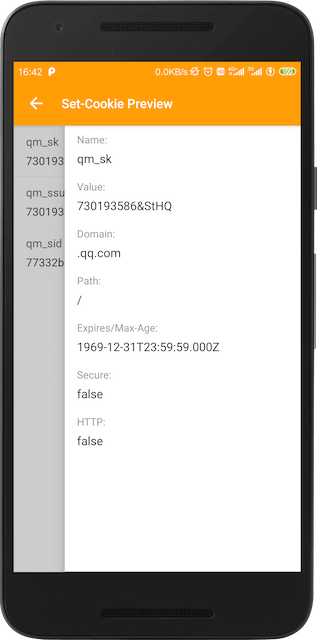 16:42 P 0.0KB/s
Set-Cookie Preview
qm_sk
730193
qm_ssu
730193
qm_sid
77332b
Name:
qm_sk
Value:
730193586&StHQ
Domain:
.qq.com
Path:
/
Expires/Max-Age:
1969-12-31T23:59:59.000Z
Secure:
false
HTTP:
false